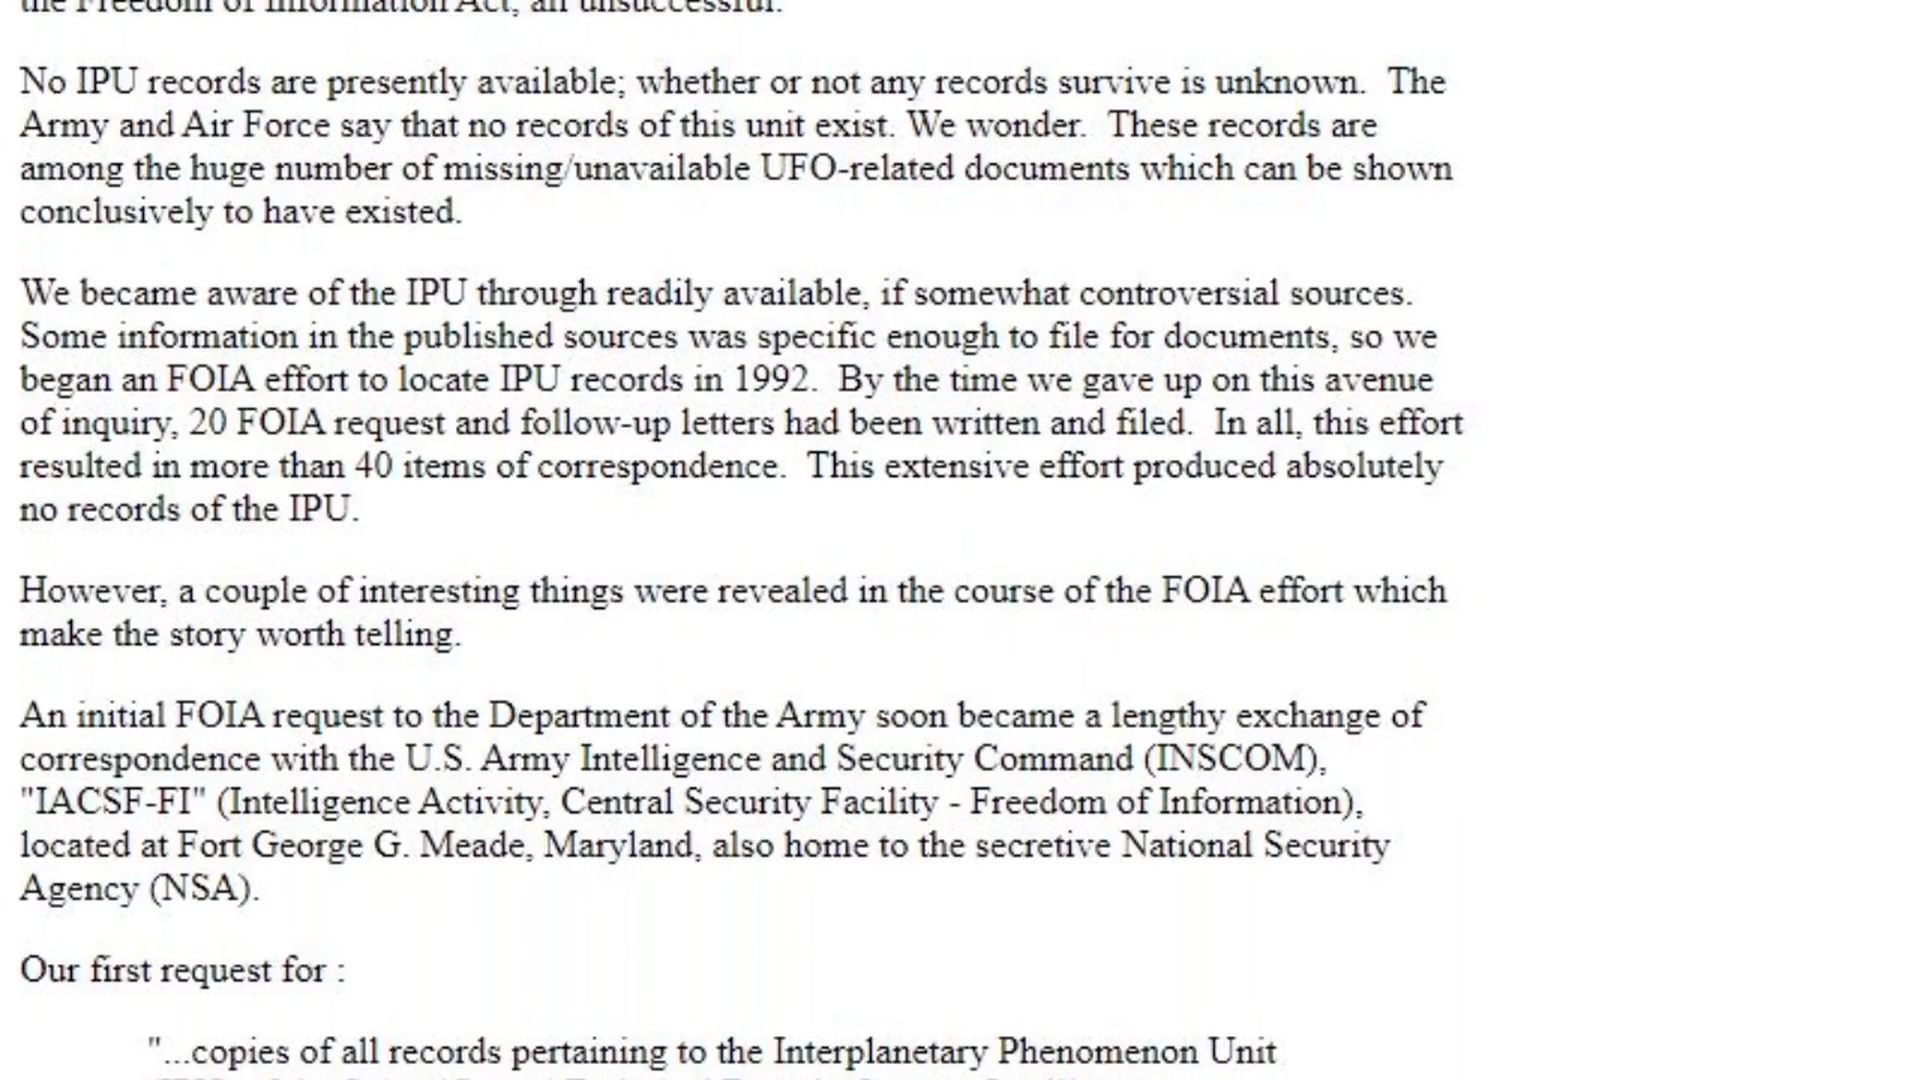 the Freedom of Information Act, all unsuccessful.
No IPU records are presently available; whether or not any records survive is unknown.  The
Army and Air Force say that no records of this unit exist. We wonder.  These records are
among the huge number of missing/unavailable UFO-related documents which can be shown
conclusively to have existed.
We became aware of the IPU through readily available, if somewhat controversial sources.
Some information in the published sources was specific enough to file for documents, so we
began an FOIA effort to locate IPU records in 1992.  By the time we gave up on this avenue
of inquiry, 20 FOIA request and follow-up letters had been written and filed.  In all, this effort
resulted in more than 40 items of correspondence.  This extensive effort produced absolutely
no records of the IPU.
However, a couple of interesting things were revealed in the course of the FOIA effort which
make the story worth telling.
An initial FOIA request to the Department of the Army soon became a lengthy exchange of
correspondence with the U.S. Army Intelligence and Security Command (INSCOM),
"IACSF-FI" (Intelligence Activity, Central Security Facility - Freedom of Information),
located at Fort George G. Meade, Maryland, also home to the secretive National Security
Agency (NSA).
Our first request for :
"...copies of all records pertaining to the Interplanetary Phenomenon Unit